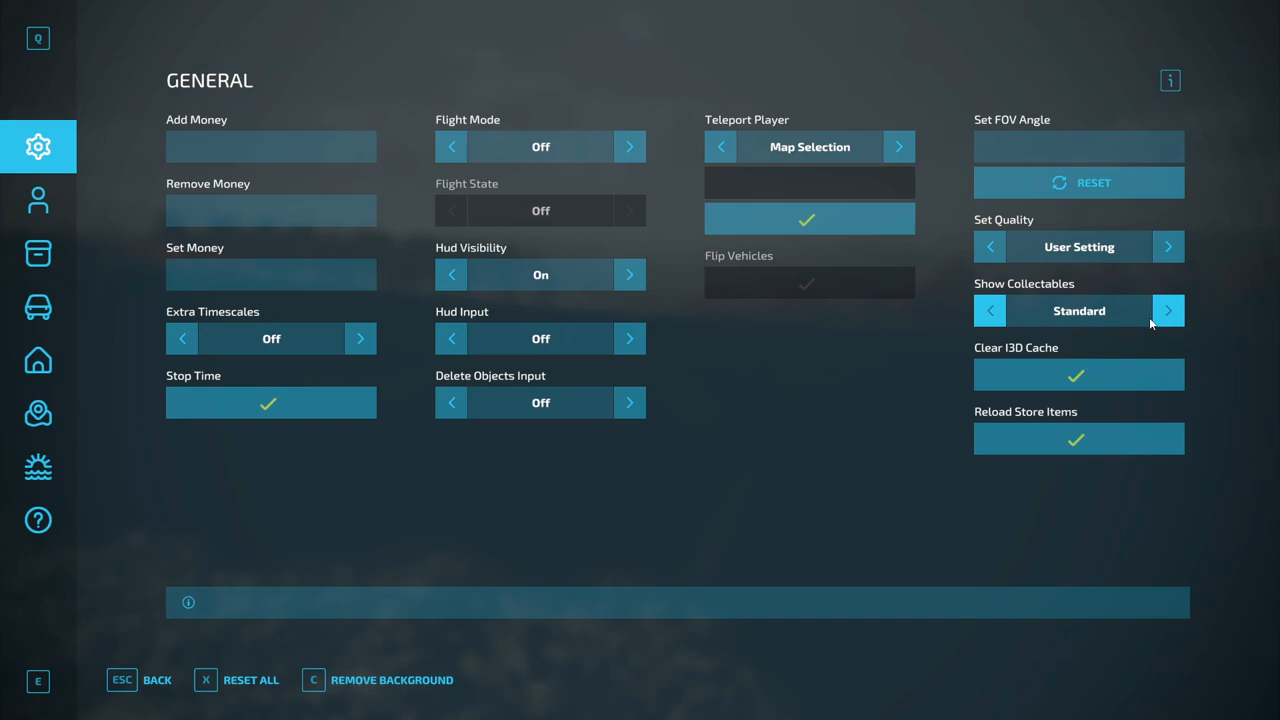 Q
GENERAL
i
Add Money
Remove Money
Set Money
Extra Timescales
Off
Stop Time
Flight Mode
Off
Flight State
Off
Hud Visibility
On
Hud Input
Off
Delete Objects Input
Off
Teleport Player
Map Selection
Flip Vehicles
Set FOV Angle
RESET
Set Quality
User Setting
Show Collectables
Standard
Clear I3D Cache
Reload Store Items
E
ESC BACK X RESET ALL C REMOVE BACKGROUND